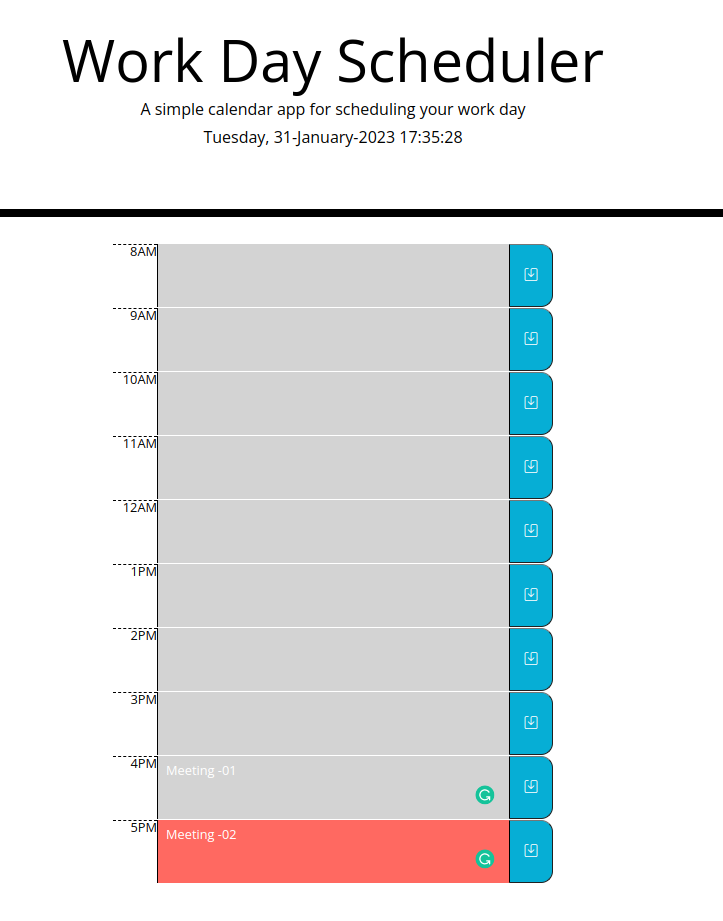 Work Day Scheduler
A simple calendar app for scheduling your work day
Tuesday, 31-January-2023 17:35:28
8AM
9AM
10AM
11AM
12AM
1PM
2PM
3PM
4PM
Meeting -01
5PM
Meeting -02